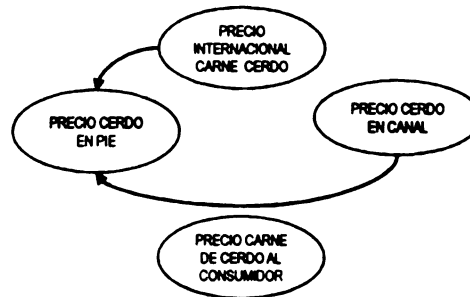 PRECIO
INTERNACIONAL
CARNE CERDO
PRECIO CERDO
EN PIE
PRECIO CERDO
EN CANAL
PRECIO CARNE
DE CERDO AL
CONSUMIDOR